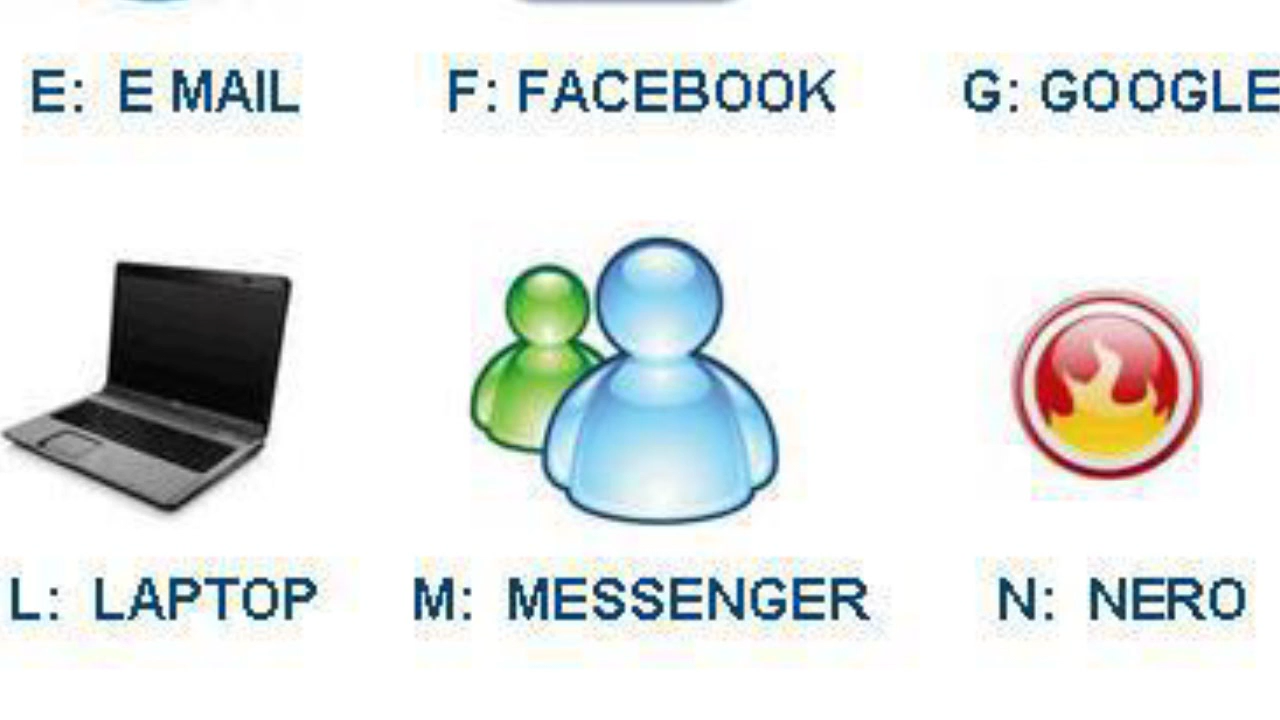 E: E MAIL
F: FACEBOOK
G: GOOGLE
L: LAPTOP
M: MESSENGER
N: NERO